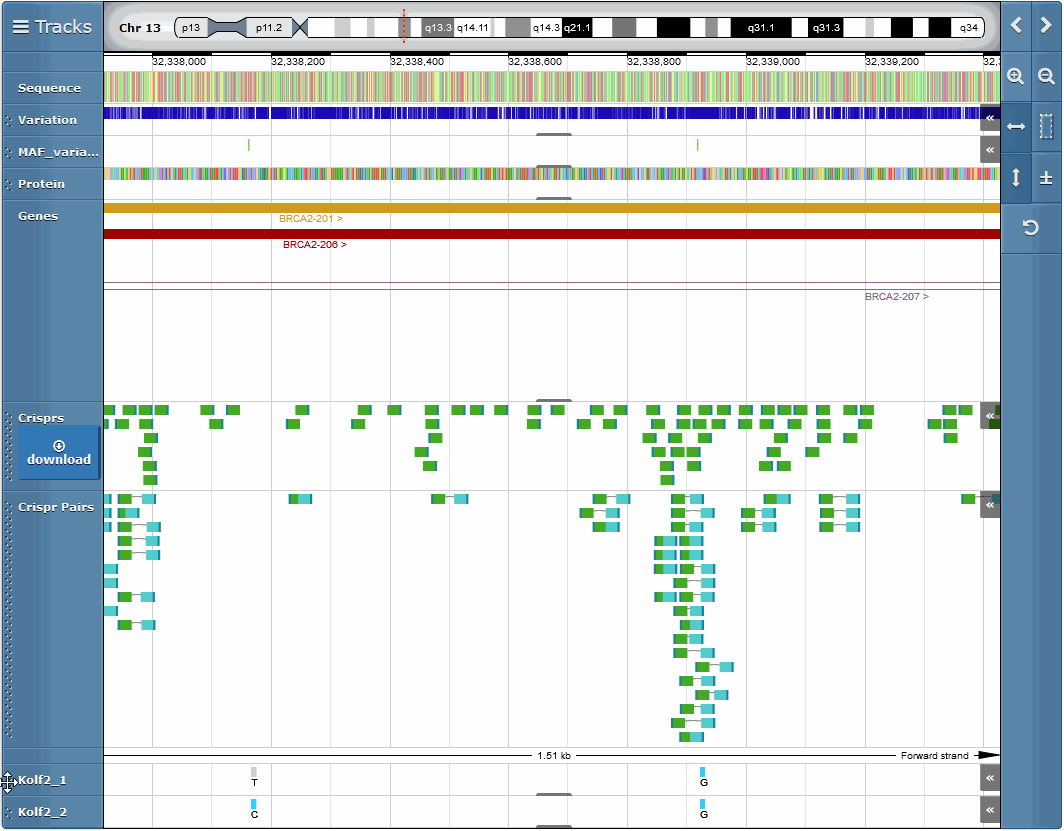 Tracks
Chr 13 p13 p11.2 q13.3 q14.11 q14.3 q21.1 q31.1 q31.3 q34
32,338,000 32,338,200 32,338,400 32,338,600 32,338,800 32,339,000 32,339,200
Sequence
Variation
MAF_varia...
Protein
Genes
BRCA2-201 >
BRCA2-206 >
BRCA2-207 >
Crisprs
download
Crispr Pairs
1.51 kb Forward strand
Kolf2_1
T G
Kolf2_2
C G